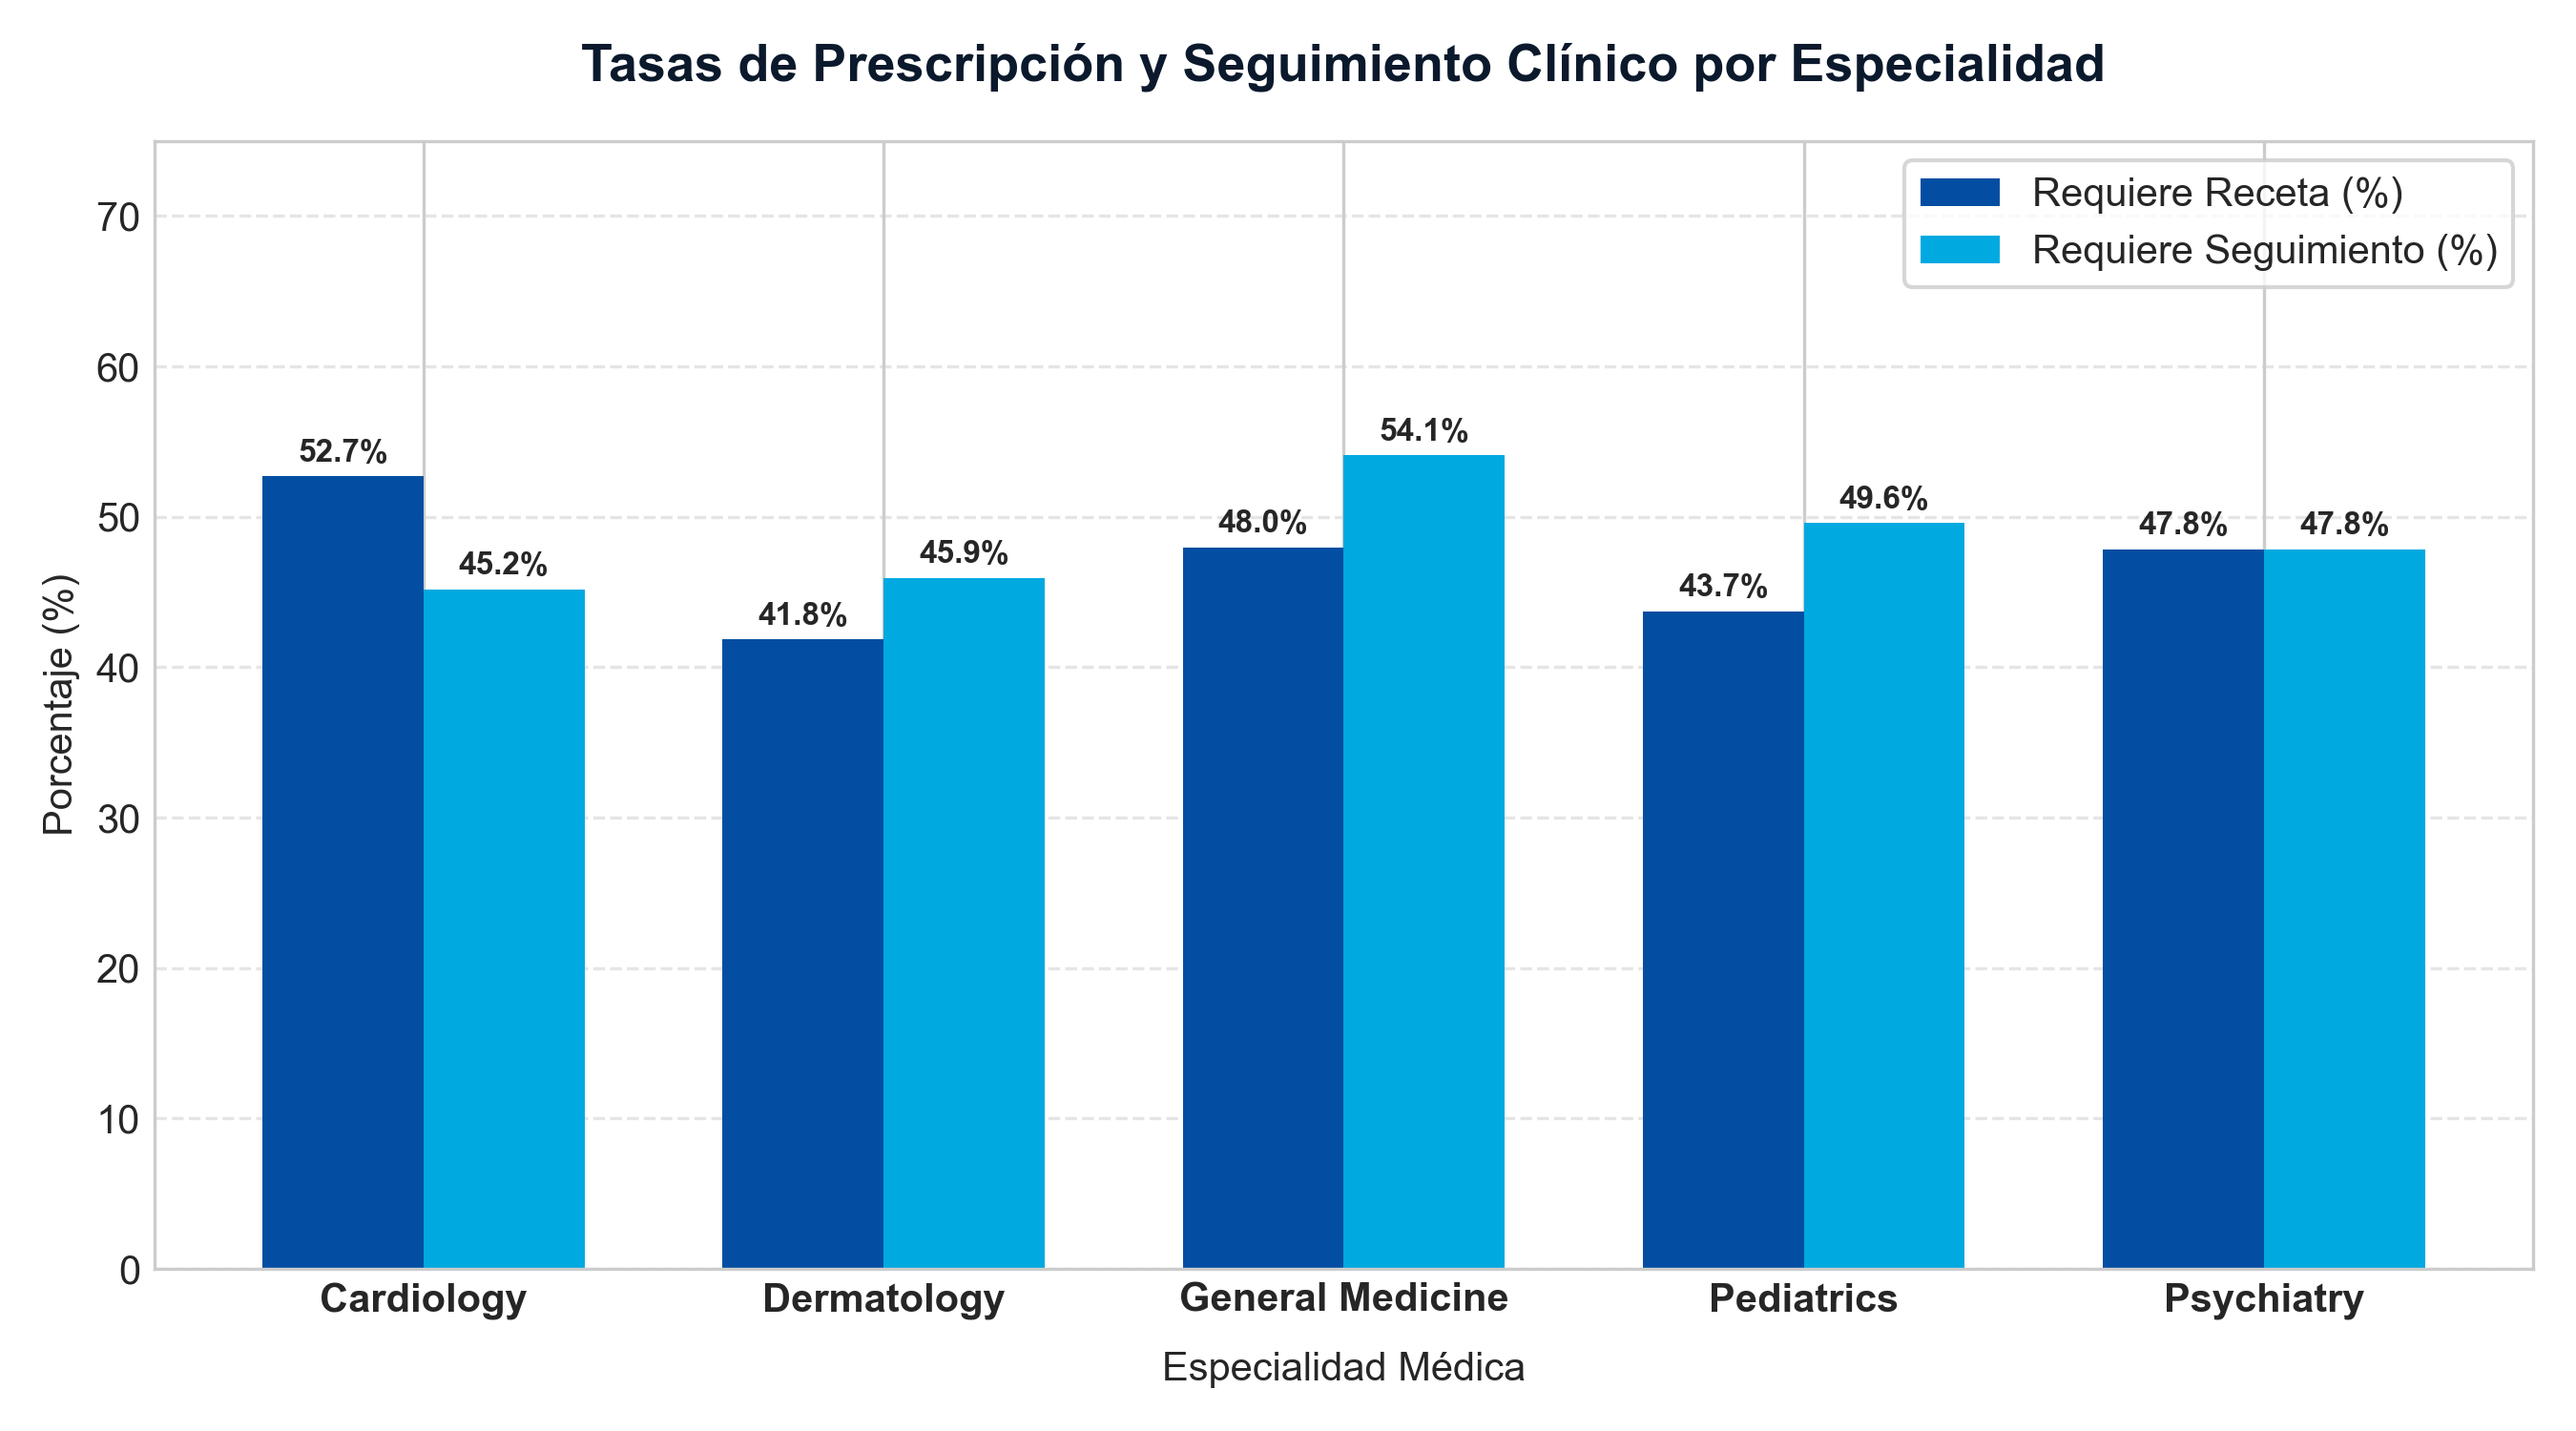 Tasas de Prescripción y Seguimiento Clínico por Especialidad
Requiere Receta (%)
Requiere Seguimiento (%)
Porcentaje (%)
70
60
50
40
30
20
10
0
52.7%
45.2%
41.8%
45.9%
48.0%
54.1%
43.7%
49.6%
47.8%
47.8%
Cardiology
Dermatology
General Medicine
Pediatrics
Psychiatry
Especialidad Médica